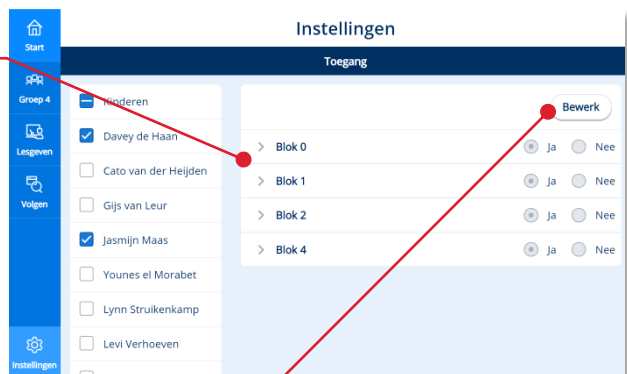 Instellingen
Toegang
Start
Groep 4
Lesgeven
Volgen
Instellingen
Kinderen
Davey de Haan
Cato van der Heijden
Gijs van Leur
Jasmijn Maas
Younes el Morabet
Lynn Struikenkamp
Levi Verhoeven
Bewerk
Blok 0 Ja Nee
Blok 1 Ja Nee
Blok 2 Ja Nee
Blok 4 Ja Nee